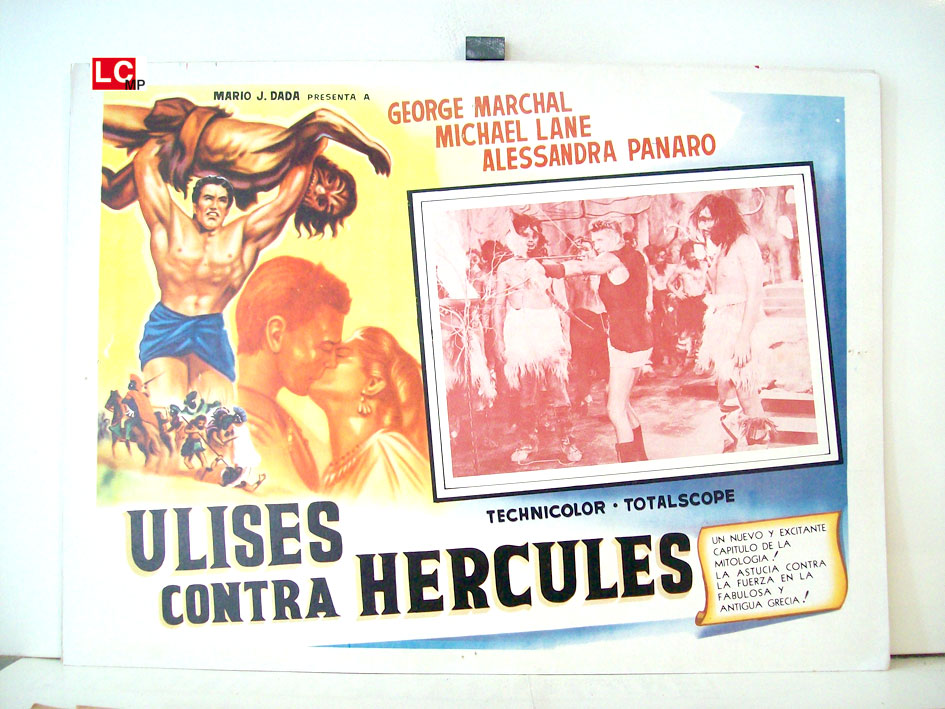 LC
MP
MARIO J. DADA PRESENTA A
GEORGE MARCHAL
MICHAEL LANE
ALESSANDRA PANARO
TECHNICOLOR · TOTALSCOPE
ULISES
CONTRA HERCULES
UN NUEVO Y EXCITANTE
CAPITULO DE LA
MITOLOGIA!
LA ASTUCIA CONTRA
LA FUERZA EN LA
FABULOSA Y
ANTIGUA GRECIA!